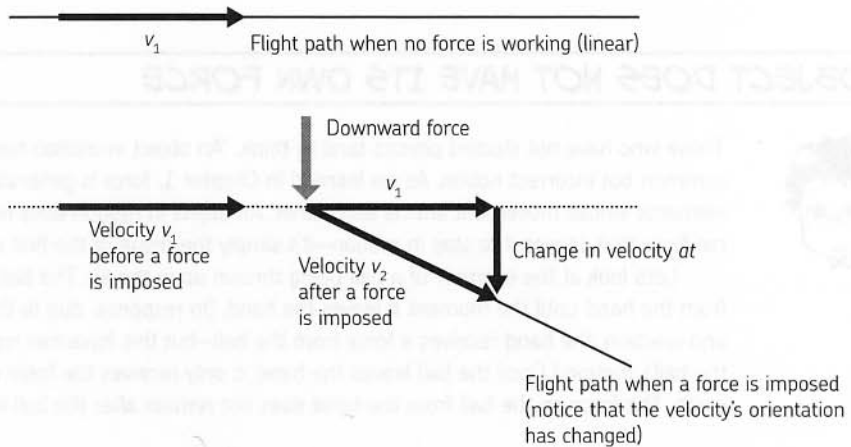 v₁
Flight path when no force is working (linear)
Downward force
v₁
Velocity v₁
before a force
is imposed
Velocity v₂
after a force
is imposed
Change in velocity at
Flight path when a force is imposed
(notice that the velocity's orientation
has changed)